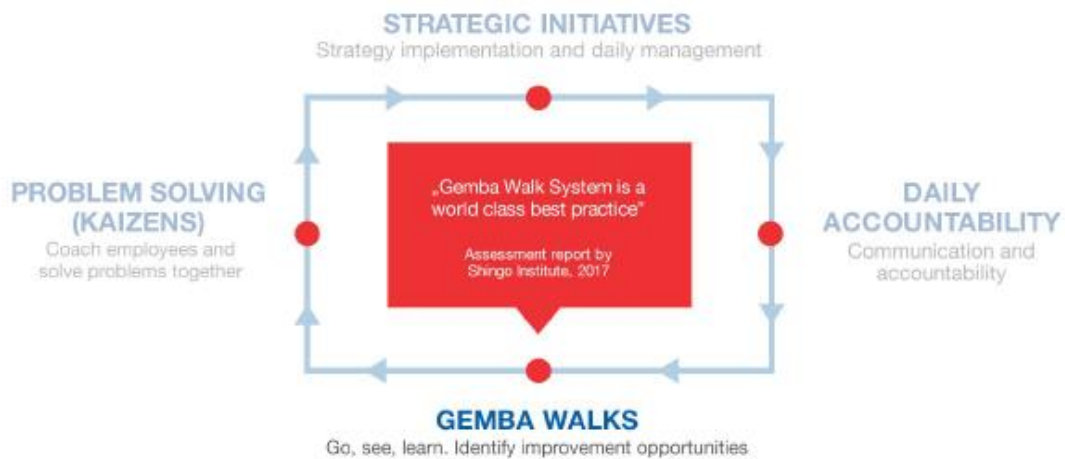 STRATEGIC INITIATIVES
Strategy implementation and daily management
PROBLEM SOLVING
(KAIZENS)
Coach employees and
solve problems together
„Gemba Walk System is a
world class best practice"
Assessment report by
Shingo Institute, 2017
DAILY
ACCOUNTABILITY
Communication and
accountability
GEMBA WALKS
Go, see, learn. Identify improvement opportunities